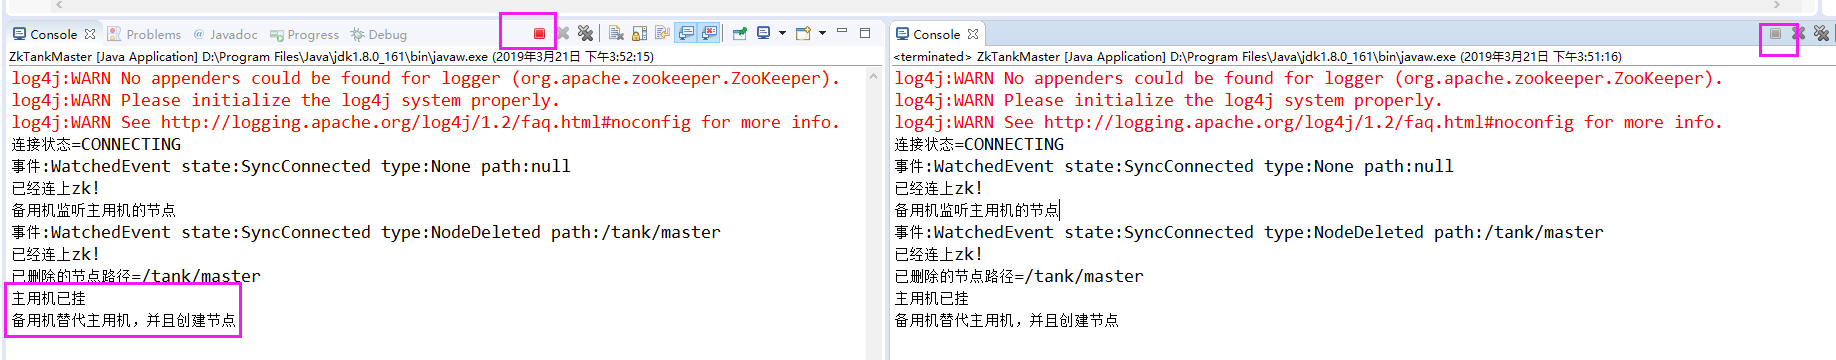 Console Problems Javadoc Progress Debug
ZkTankMaster [Java Application] D:\Program Files\Java\jdk1.8.0_161\bin\javaw.exe (2019年3月21日 下午3:52:15)
log4j:WARN No appenders could be found for logger (org.apache.zookeeper.ZooKeeper).
log4j:WARN Please initialize the log4j system properly.
log4j:WARN See http://logging.apache.org/log4j/1.2/faq.html#noconfig for more info.
连接状态=CONNECTING
事件:WatchedEvent state:SyncConnected type:None path:null
已经连上zk!
备用机监听主用机的节点
事件:WatchedEvent state:SyncConnected type:NodeDeleted path:/tank/master
已经连上zk!
已删除的节点路径=/tank/master
主用机已挂
备用机替代主用机，并且创建节点
Console
<terminated> ZkTankMaster [Java Application] D:\Program Files\Java\jdk1.8.0_161\bin\javaw.exe (2019年3月21日 下午3:51:16)
log4j:WARN No appenders could be found for logger (org.apache.zookeeper.ZooKeeper).
log4j:WARN Please initialize the log4j system properly.
log4j:WARN See http://logging.apache.org/log4j/1.2/faq.html#noconfig for more info.
连接状态=CONNECTING
事件:WatchedEvent state:SyncConnected type:None path:null
已经连上zk!
备用机监听主用机的节点
事件:WatchedEvent state:SyncConnected type:NodeDeleted path:/tank/master
已经连上zk!
已删除的节点路径=/tank/master
主用机已挂
备用机替代主用机，并且创建节点